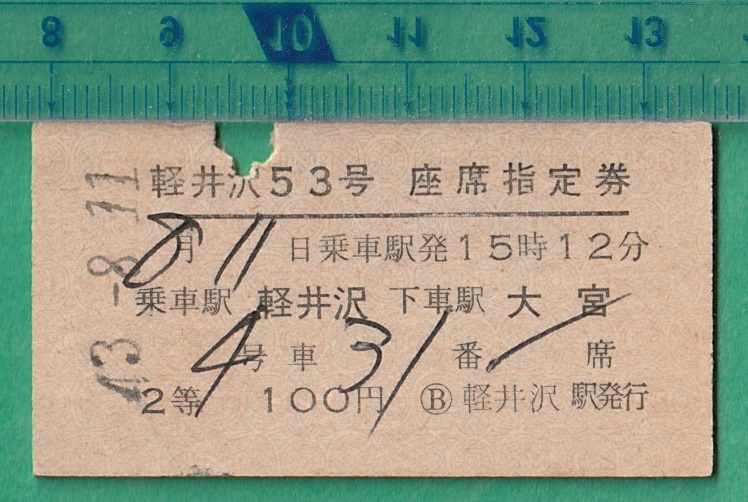 8 9 10 11 12 13
軽井沢53号 座席指定券
8月11日乗車駅発15時12分
乗車駅 軽井沢 下車駅 大宮
4号車 31番 席
2等 100円 Ⓑ 軽井沢 駅発行
43.-8.11